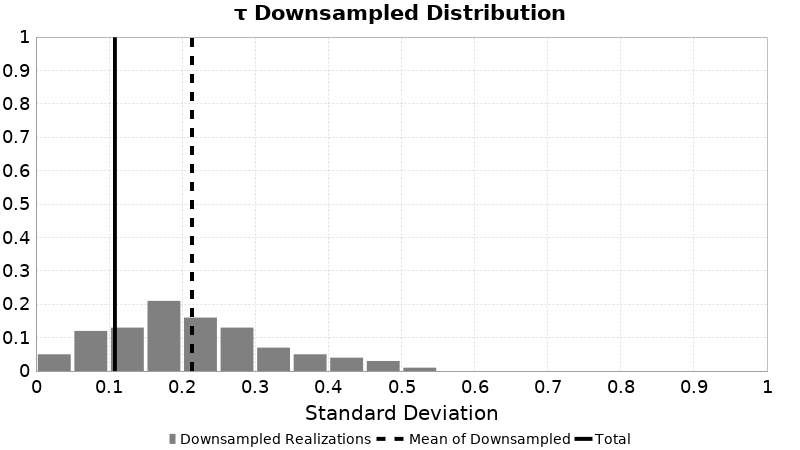 τ Downsampled Distribution
1
0.9
0.8
0.7
0.6
0.5
0.4
0.3
0.2
0.1
0
0 0.1 0.2 0.3 0.4 0.5 0.6 0.7 0.8 0.9 1
Standard Deviation
Downsampled Realizations Mean of Downsampled Total